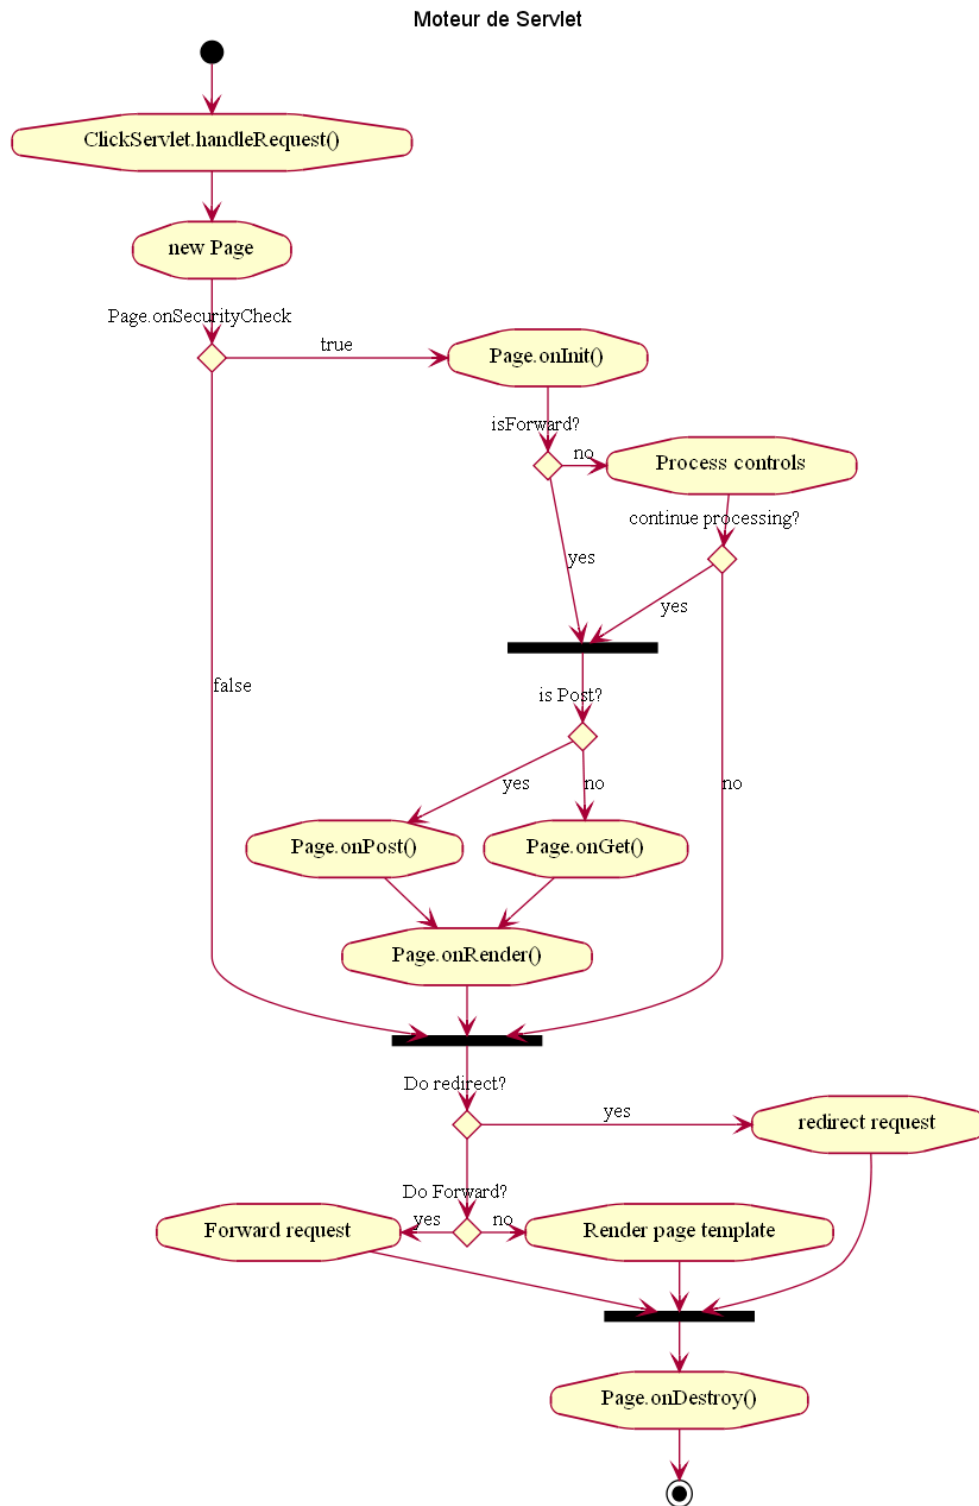 Moteur de Servlet
ClickServlet.handleRequest()
new Page
Page.onSecurityCheck
true
Page.onInit()
isForward?
no
Process controls
continue processing?
yes
yes
false
is Post?
yes
no
no
Page.onPost()
Page.onGet()
Page.onRender()
Do redirect?
yes
redirect request
Do Forward?
yes
no
Forward request
Render page template
Page.onDestroy()